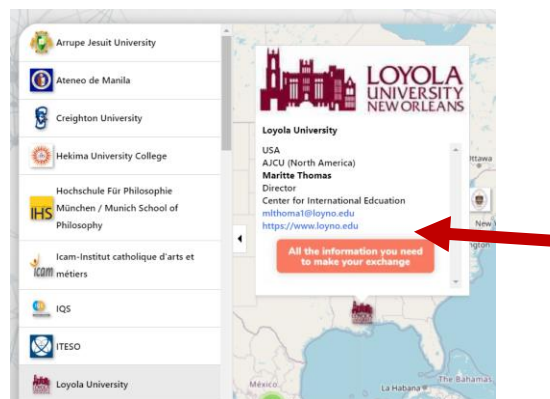 Arrupe Jesuit University
Ateneo de Manila
Creighton University
Hekima University College
Hochschule Für Philosophie
München / Munich School of
Philosophy
IHS
Icam-Institut catholique d'arts et
métiers
icam
IQS
ITESO
Loyola University
LOYOLA
UNIVERSITY
NEW ORLEANS
Loyola University
USA
AJCU (North America)
Maritte Thomas
Director
Center for International Edcuation
mlthoma1@loyno.edu
https://www.loyno.edu
All the information you need
to make your exchange
ttawa
New
ngton
México
La Habana
The Bahamas